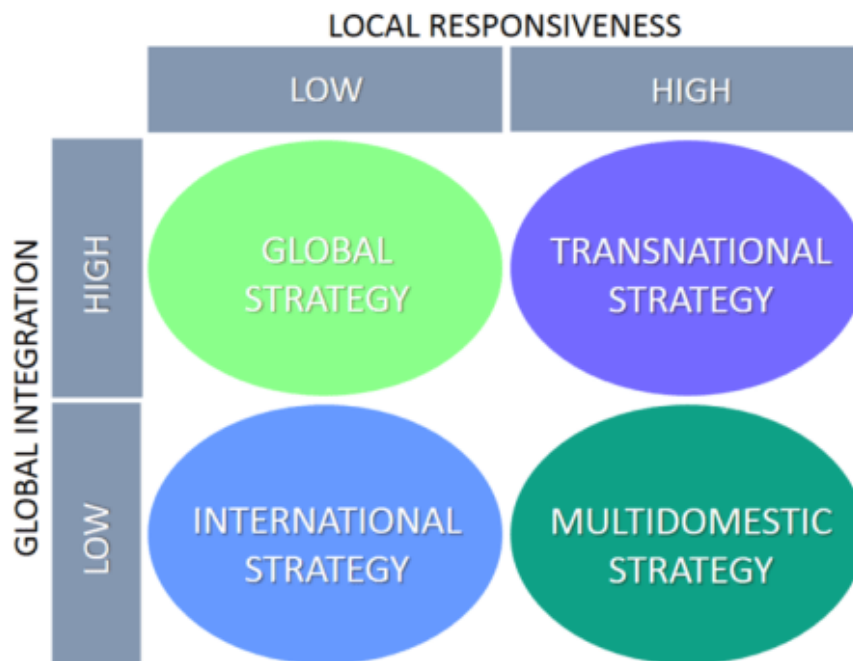 LOCAL RESPONSIVENESS
LOW
HIGH
GLOBAL INTEGRATION
HIGH
GLOBAL
STRATEGY
TRANSNATIONAL
STRATEGY
LOW
INTERNATIONAL
STRATEGY
MULTIDOMESTIC
STRATEGY